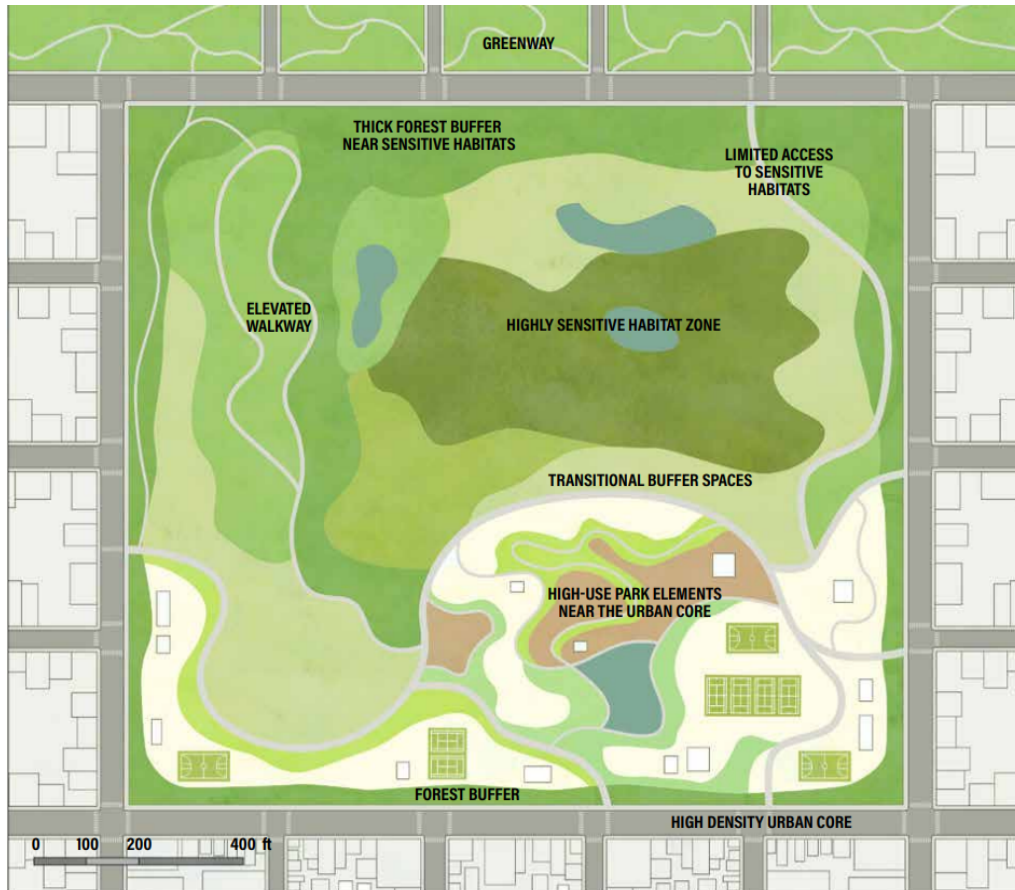 GREENWAY
THICK FOREST BUFFER
NEAR SENSITIVE HABITATS
LIMITED ACCESS
TO SENSITIVE
HABITATS
ELEVATED
WALKWAY
HIGHLY SENSITIVE HABITAT ZONE
TRANSITIONAL BUFFER SPACES
HIGH-USE PARK ELEMENTS
NEAR THE URBAN CORE
FOREST BUFFER
HIGH DENSITY URBAN CORE
0 100 200 400 ft